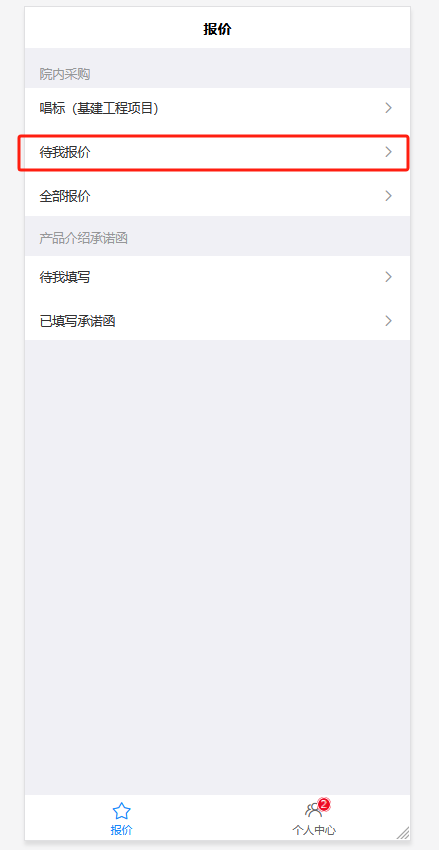 报价
院内采购
唱标（基建工程项目）
待我报价
全部报价
产品介绍承诺函
待我填写
已填写承诺函
2
报价
个人中心